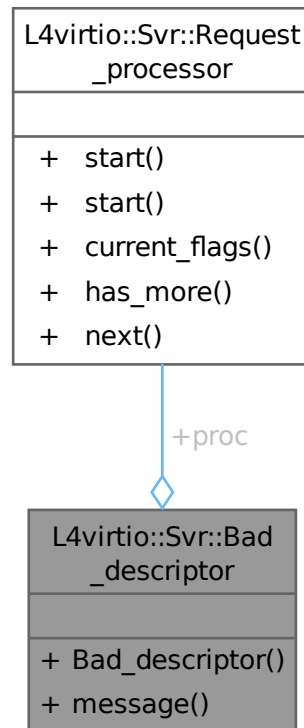 L4virtio::Svr::Request
_processor
+ start()
+ start()
+ current_flags()
+ has_more()
+ next()
+proc
L4virtio::Svr::Bad
_descriptor
+ Bad_descriptor()
+ message()